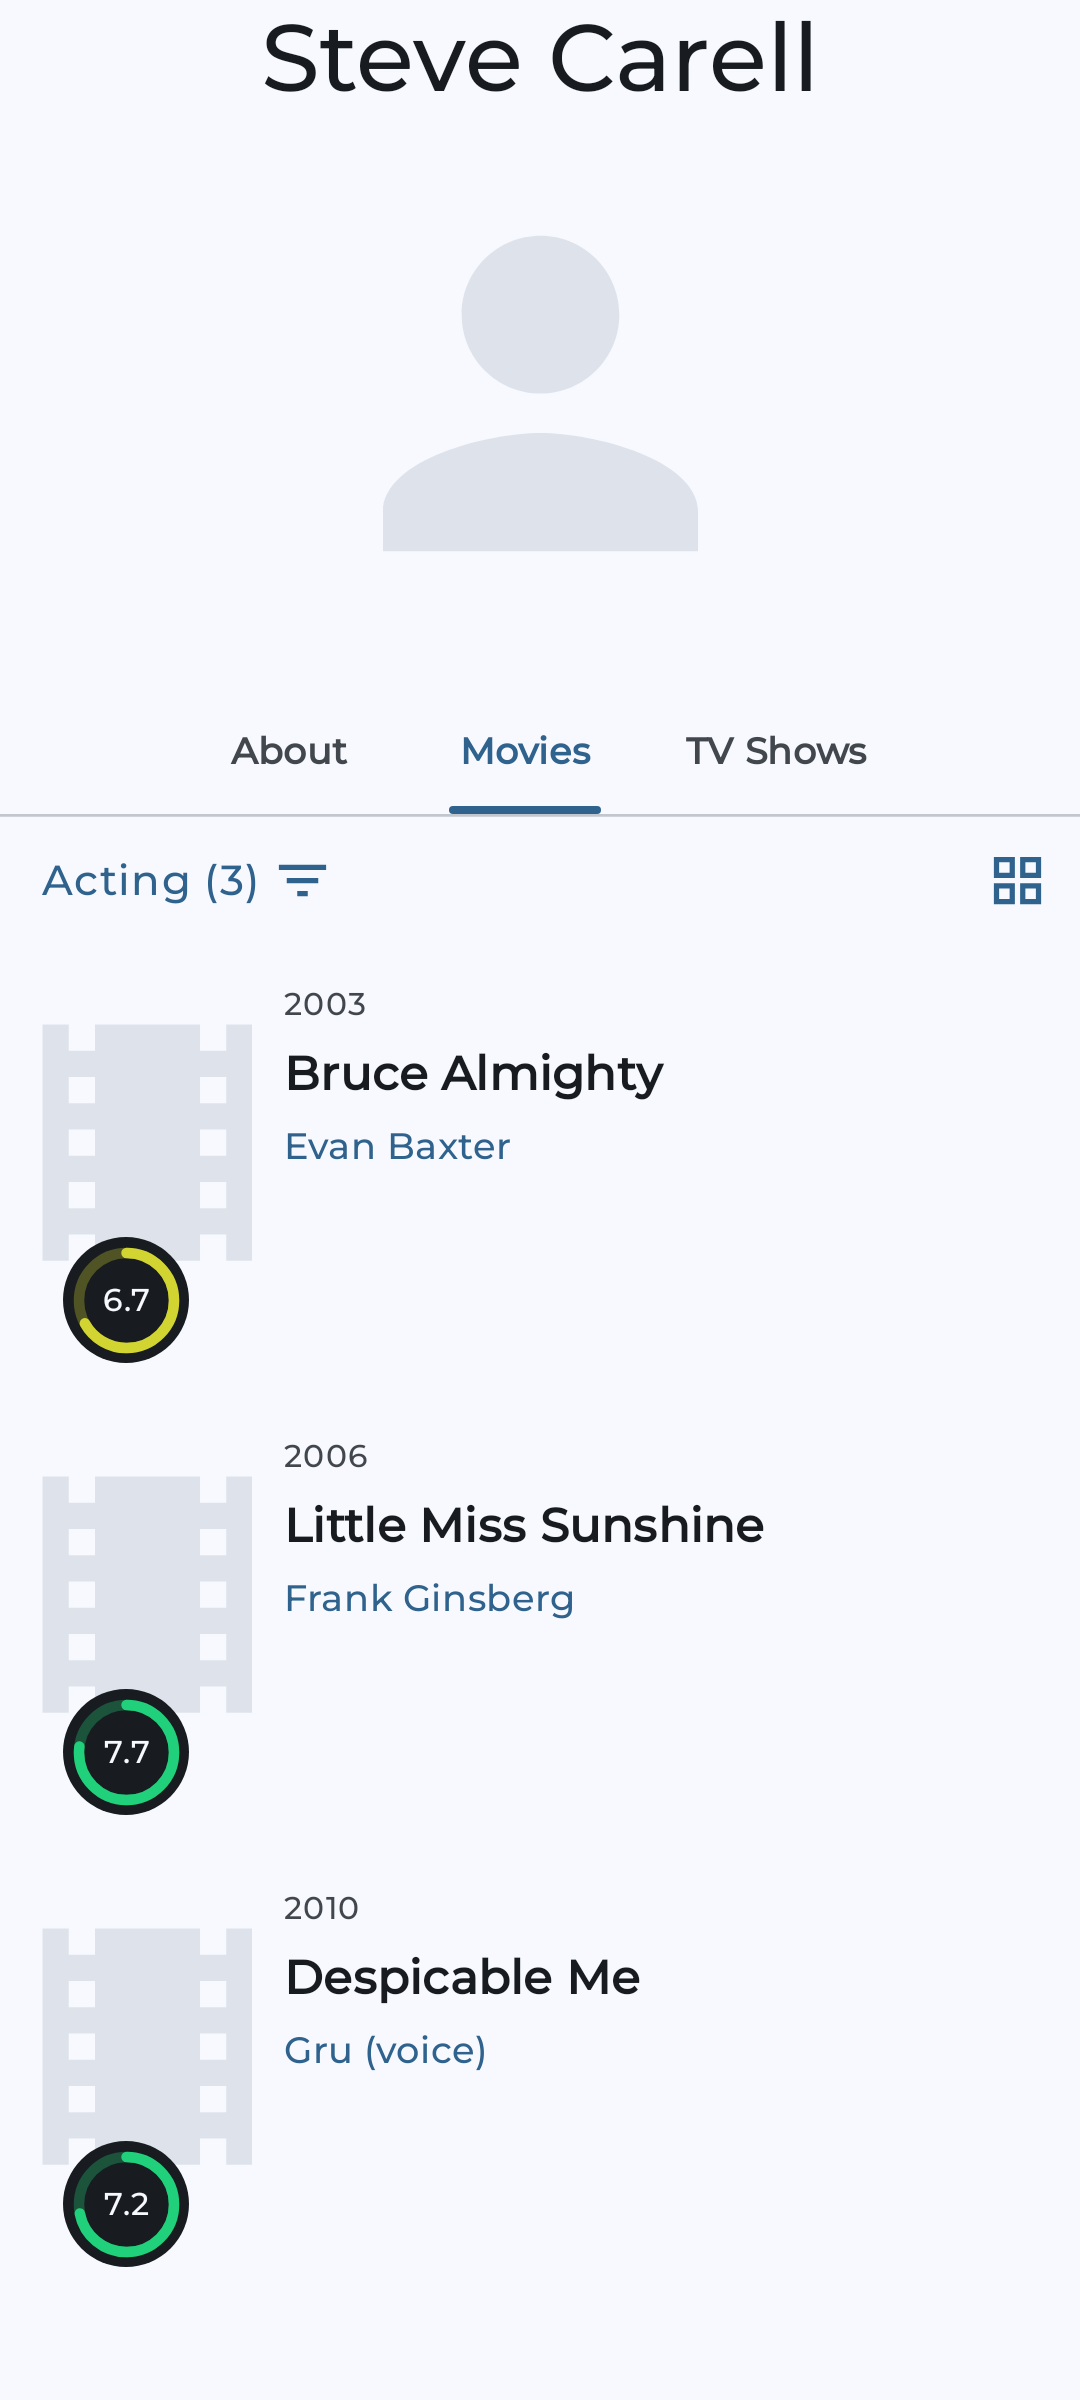 Steve Carell
About
Movies
TV Shows
Acting (3)
2003
Bruce Almighty
Evan Baxter
6.7
2006
Little Miss Sunshine
Frank Ginsberg
7.7
2010
Despicable Me
Gru (voice)
7.2